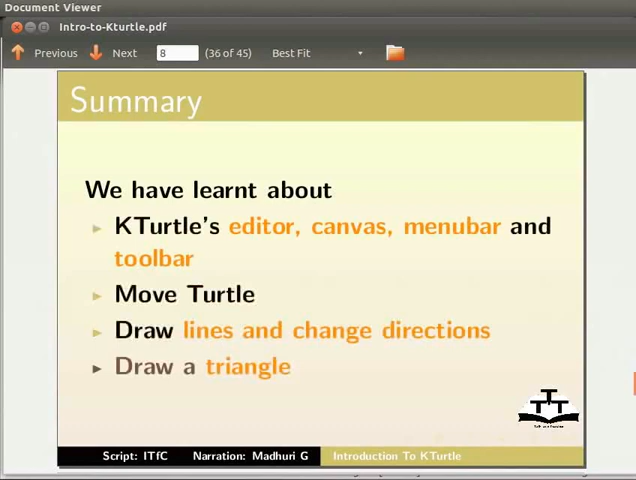 Document Viewer
Intro-to-Kturtle.pdf
Previous Next 8 (36 of 45) Best Fit
Summary
We have learnt about
KTurtle's editor, canvas, menubar and
toolbar
Move Turtle
Draw lines and change directions
Draw a triangle
Script: ITfC Narration: Madhuri G Introduction To KTurtle